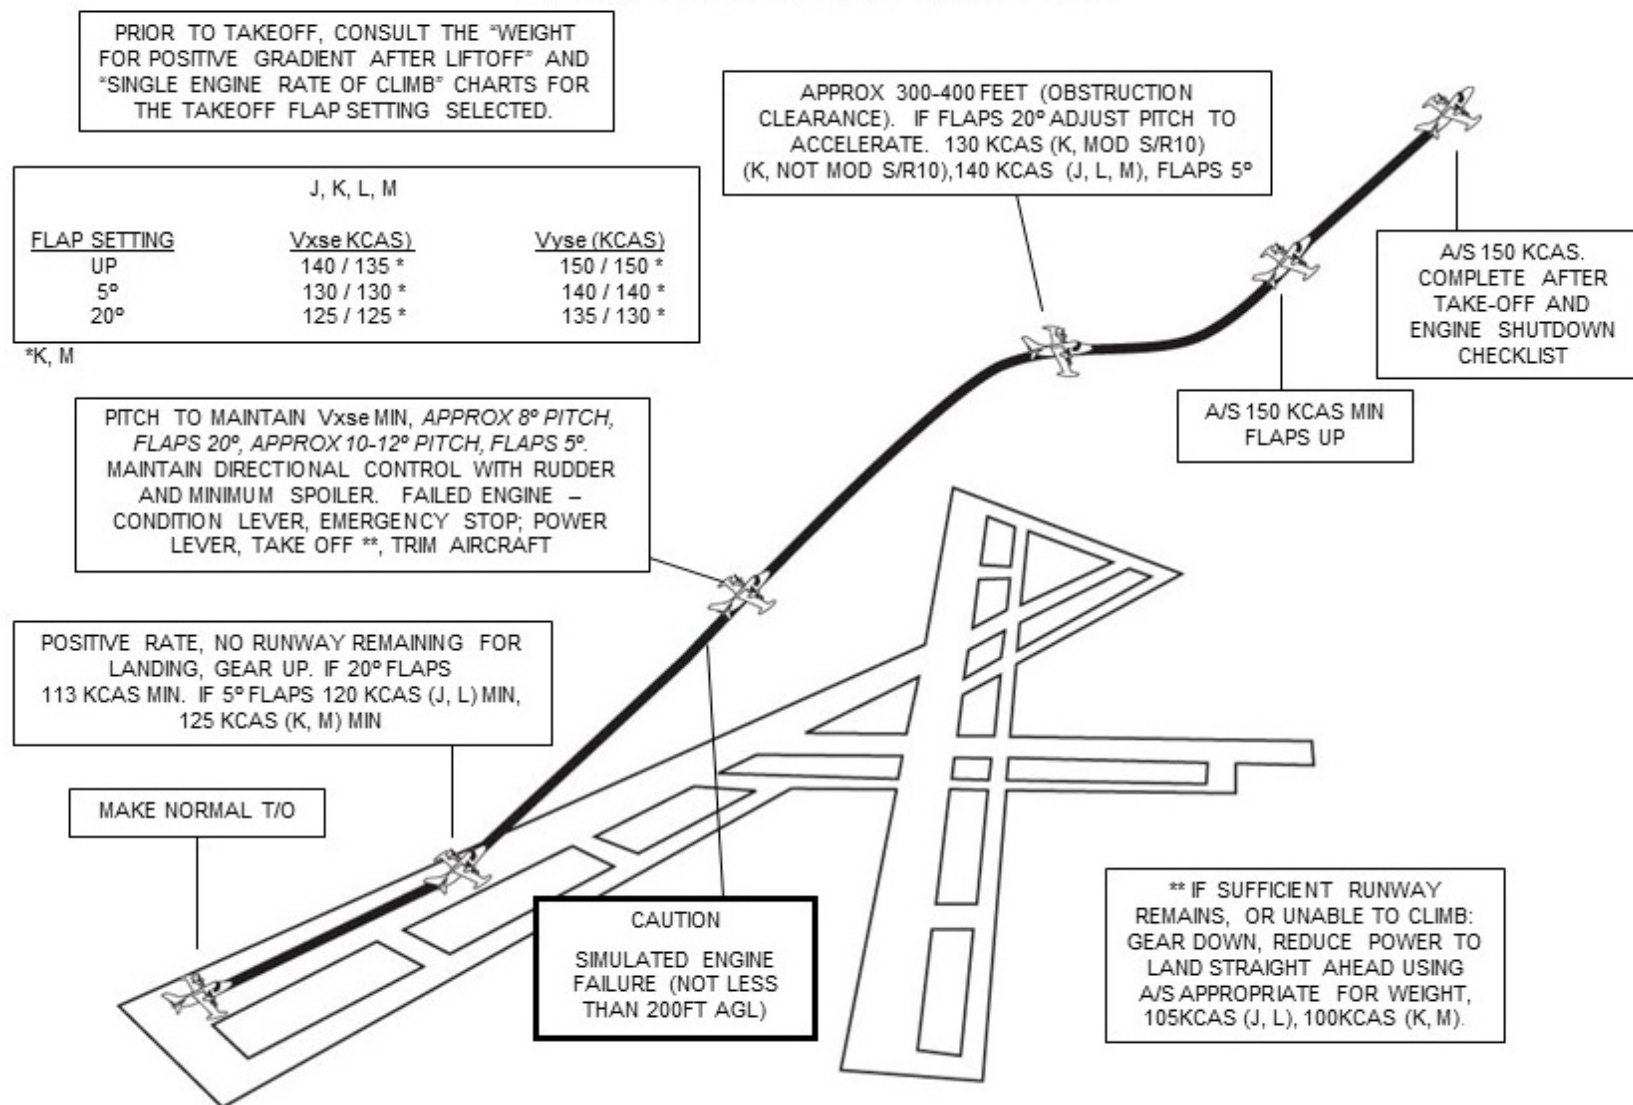 PRIOR TO TAKEOFF, CONSULT THE “WEIGHT
FOR POSITIVE GRADIENT AFTER LIFTOFF” AND
“SINGLE ENGINE RATE OF CLIMB” CHARTS FOR
THE TAKEOFF FLAP SETTING SELECTED.
J, K, L, M
FLAP SETTING Vxse KCAS) Vyse (KCAS)
UP 140 / 135 * 150 / 150 *
5º 130 / 130 * 140 / 140 *
20º 125 / 125 * 135 / 130 *
*K, M
APPROX 300-400 FEET (OBSTRUCTION
CLEARANCE). IF FLAPS 20º ADJUST PITCH TO
ACCELERATE. 130 KCAS (K, MOD S/R10)
(K, NOT MOD S/R10),140 KCAS (J, L, M), FLAPS 5º
A/S 150 KCAS.
COMPLETE AFTER
TAKE-OFF AND
ENGINE SHUTDOWN
CHECKLIST
A/S 150 KCAS MIN
FLAPS UP
PITCH TO MAINTAIN Vxse MIN, APPROX 8º PITCH,
FLAPS 20º, APPROX 10-12º PITCH, FLAPS 5º.
MAINTAIN DIRECTIONAL CONTROL WITH RUDDER
AND MINIMUM SPOILER. FAILED ENGINE –
CONDITION LEVER, EMERGENCY STOP; POWER
LEVER, TAKE OFF **, TRIM AIRCRAFT
POSITIVE RATE, NO RUNWAY REMAINING FOR
LANDING, GEAR UP. IF 20º FLAPS
113 KCAS MIN. IF 5º FLAPS 120 KCAS (J, L) MIN,
125 KCAS (K, M) MIN
MAKE NORMAL T/O
CAUTION
SIMULATED ENGINE
FAILURE (NOT LESS
THAN 200FT AGL)
** IF SUFFICIENT RUNWAY
REMAINS, OR UNABLE TO CLIMB:
GEAR DOWN, REDUCE POWER TO
LAND STRAIGHT AHEAD USING
A/S APPROPRIATE FOR WEIGHT,
105KCAS (J, L), 100KCAS (K, M).